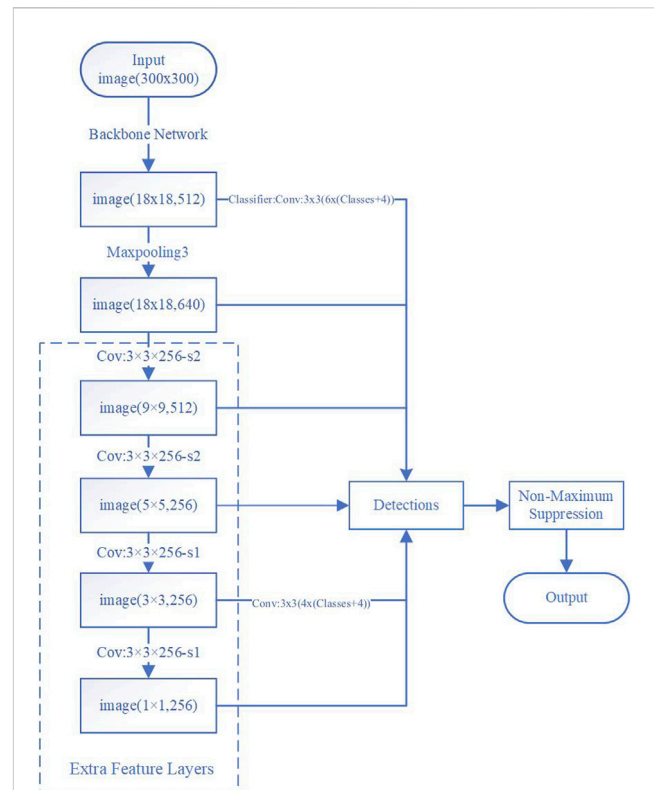 Input
image(300x300)
Backbone Network
image(18x18,512)
Classifier:Conv:3x3(6x(Classes+4))
Maxpooling3
image(18x18,640)
Cov:3×3×256-s2
image(9×9,512)
Cov:3×3×256-s2
image(5×5,256)
Detections
Non-Maximum
Suppression
Cov:3×3×256-s1
image(3×3,256)
Conv:3x3(4x(Classes+4))
Output
Cov:3×3×256-s1
image(1×1,256)
Extra Feature Layers